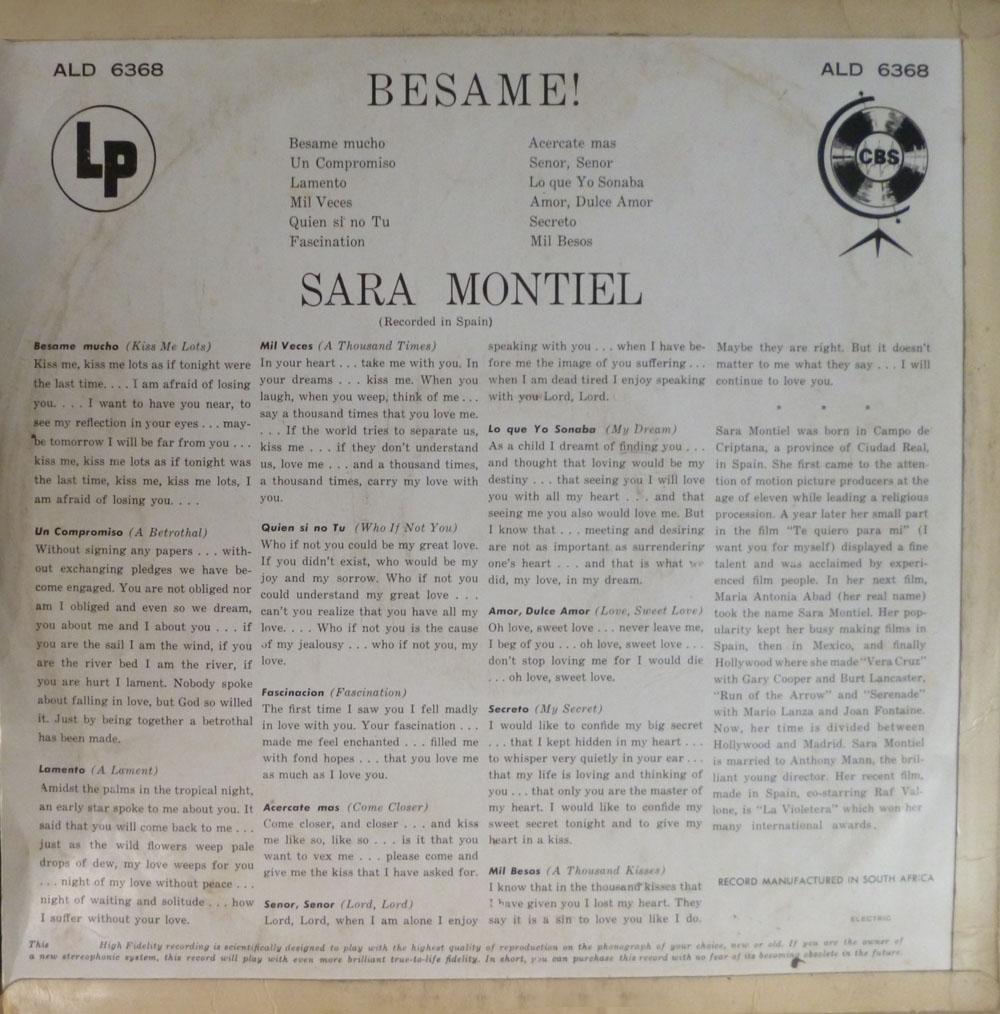 ALD 6368
ALD 6368
BESAME!
LP
CBS
Besame mucho
Un Compromiso
Lamento
Mil Veces
Quien si no Tu
Fascination
Acercate mas
Senor, Senor
Lo que Yo Sonaba
Amor, Dulce Amor
Secreto
Mil Besos
SARA MONTIEL
(Recorded in Spain)
Besame mucho (Kiss Me Lots)
Kiss me, kiss me lots as if tonight were
the last time. . . . I am afraid of losing
you. . . . I want to have you near, to
see my reflection in your eyes . . . may-
be tomorrow I will be far from you . . .
kiss me, kiss me lots as if tonight was
the last time, kiss me, kiss me lots, I
am afraid of losing you. . . .
Un Compromiso (A Betrothal)
Without signing any papers . . . with-
out exchanging pledges we have be-
come engaged. You are not obliged nor
am I obliged and even so we dream,
you about me and I about you . . . if
you are the sail I am the wind, if you
are the river bed I am the river, if
you are hurt I lament. Nobody spoke
about falling in love, but God so willed
it. Just by being together a betrothal
has been made.
Lamento (A Lament)
Amidst the palms in the tropical night,
an early star spoke to me about you. It
said that you will come back to me . . .
just as the wild flowers weep pale
drops of dew, my love weeps for you
. . . night of my love without peace . . .
night of waiting and solitude . . . how
I suffer without your love.
Mil Veces (A Thousand Times)
In your heart . . . take me with you. In
your dreams . . . kiss me. When you
laugh, when you weep, think of me . . .
say a thousand times that you love me.
. . . If the world tries to separate us,
kiss me . . . if they don't understand
us, love me . . . and a thousand times,
a thousand times, carry my love with
you.
Quien si no Tu (Who If Not You)
Who if not you could be my great love.
If you didn't exist, who would be my
joy and my sorrow. Who if not you
could understand my great love . . .
can't you realize that you have all my
love. . . . Who if not you is the cause
of my jealousy . . . who if not you, my
love.
Fascinacion (Fascination)
The first time I saw you I fell madly
in love with you. Your fascination . . .
made me feel enchanted . . . filled me
with fond hopes . . . that you love me
as much as I love you.
Acercate mas (Come Closer)
Come closer, and closer . . . and kiss
me like so, like so . . . is it that you
want to vex me . . . please come and
give me the kiss that I have asked for.
Senor, Senor (Lord, Lord)
Lord, Lord, when I am alone I enjoy
speaking with you . . . when I have be-
fore me the image of you suffering . . .
when I am dead tired I enjoy speaking
with you Lord, Lord.
Lo que Yo Sonaba (My Dream)
As a child I dreamt of finding you . . .
and thought that loving would be my
destiny . . . that seeing you I will love
you with all my heart . . . and that
seeing me you also would love me. But
I know that . . . meeting and desiring
are not as important as surrendering
one's heart . . . and that is what we
did, my love, in my dream.
Amor, Dulce Amor (Love, Sweet Love)
Oh love, sweet love . . . never leave me,
I beg of you . . . oh love, sweet love . . .
don't stop loving me for I would die
. . . oh love, sweet love.
Secreto (My Secret)
I would like to confide my big secret
. . . that I kept hidden in my heart . . .
to whisper very quietly in your ear . . .
that my life is loving and thinking of
you . . . that only you are the master of
my heart. I would like to confide my
sweet secret tonight and to give my
heart in a kiss.
Mil Besos (A Thousand Kisses)
I know that in the thousand kisses that
I have given you I lost my heart. They
say it is a sin to love you like I do.
Maybe they are right. But it doesn't
matter to me what they say . . . I will
continue to love you.
* * *
Sara Montiel was born in Campo de
Criptana, a province of Ciudad Real,
in Spain. She first came to the atten-
tion of motion picture producers at the
age of eleven while leading a religious
procession. A year later her small part
in the film "Te quiero para mi" (I
want you for myself) displayed a fine
talent and was acclaimed by experi-
enced film people. In her next film,
Maria Antonia Abad (her real name)
took the name Sara Montiel. Her pop-
ularity kept her busy making films in
Spain, then in Mexico, and finally
Hollywood where she made "Vera Cruz"
with Gary Cooper and Burt Lancaster,
"Run of the Arrow" and "Serenade"
with Mario Lanza and Joan Fontaine.
Now, her time is divided between
Hollywood and Madrid. Sara Montiel
is married to Anthony Mann, the bril-
liant young director. Her recent film,
made in Spain, co-starring Raf Val-
lone, is "La Violetera" which won her
many international awards.
RECORD MANUFACTURED IN SOUTH AFRICA
ELECTRIC
This High Fidelity recording is scientifically designed to play with the highest quality of reproduction on the phonograph of your choice, new or old. If you are the owner of
a new stereophonic system, this record will play with even more brilliant true-to-life fidelity. In short, you can purchase this record with no fear of its becoming obsolete in the future.